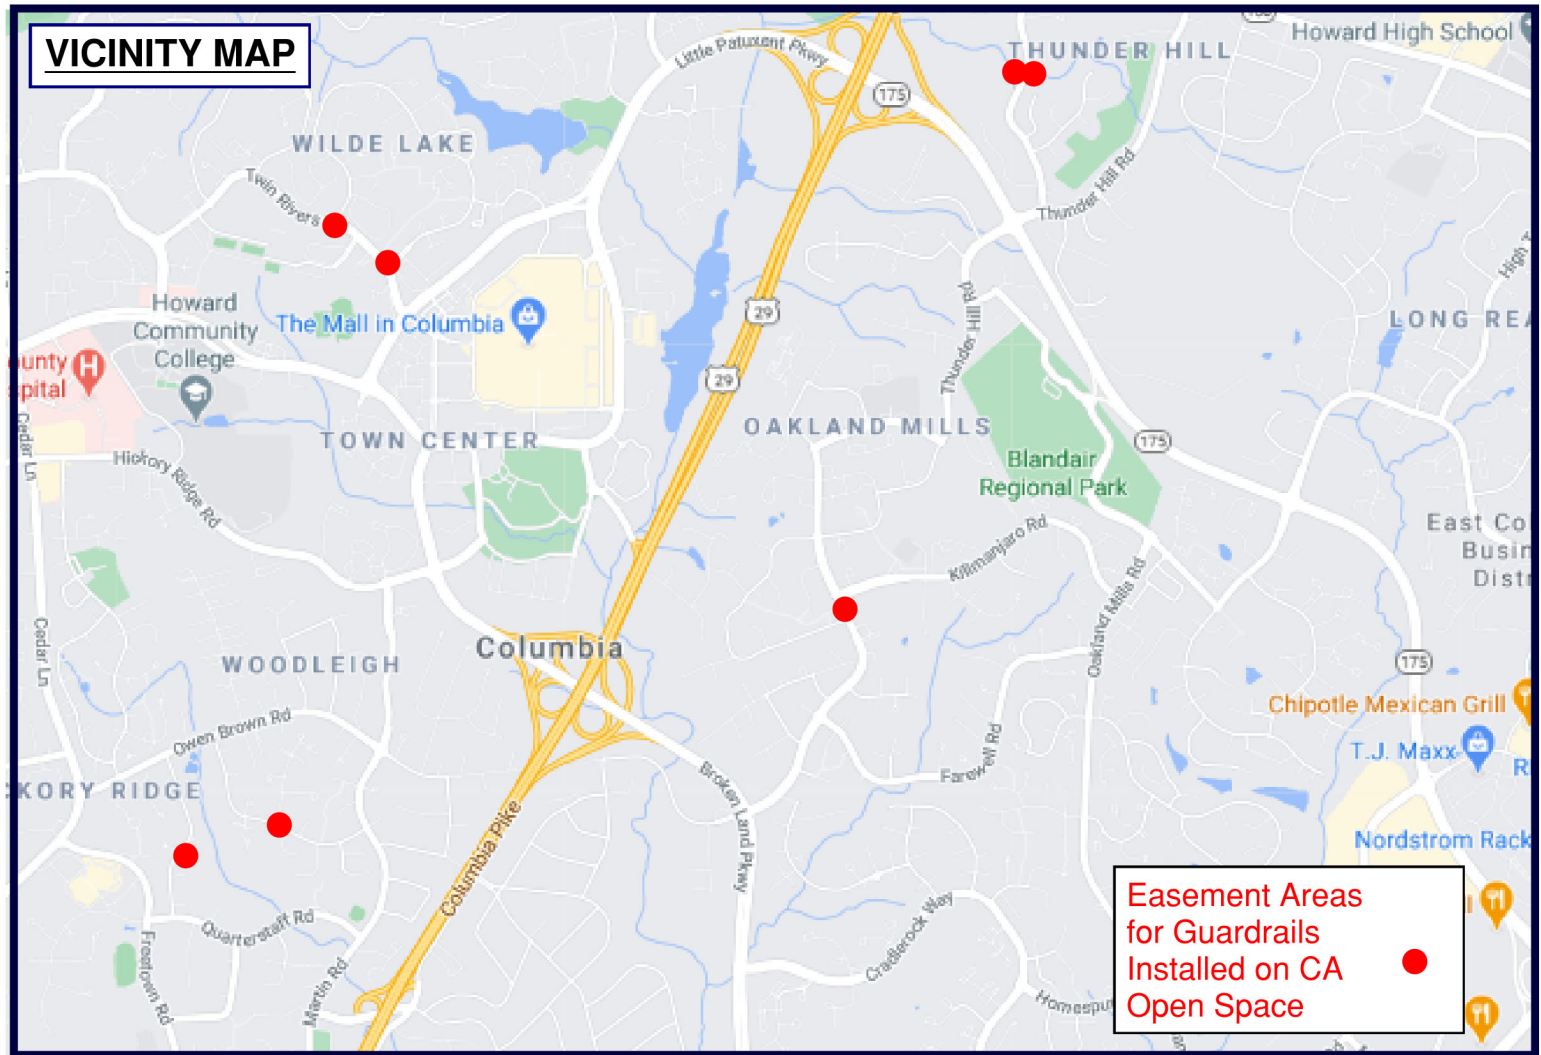 VICINITY MAP
Howard High School
THUNDER HILL
Little Patuxent Pkwy
175
WILDE LAKE
Thunder Hill Rd
Twin Rivers
High
Howard
Community
College
The Mall in Columbia
29
Thunder Hill Rd
LONG REA
ounty
spital
H
29
Cedar Ln
TOWN CENTER
OAKLAND MILLS
175
Hickory Ridge Rd
Blandair
Regional Park
East Co
Busin
Distr
Kilimanjaro Rd
Oakland Mills Rd
Cedar Ln
Columbia
WOODLEIGH
175
Owen Brown Rd
Chipotle Mexican Grill
Farewell Rd
T.J. Maxx
R
CKORY RIDGE
Broken Land Pkwy
Columbia Pike
Nordstrom Rack
Quarterstaff Rd
Freetown Rd
Martin Rd
Cradlerock Way
Homespu
Easement Areas
for Guardrails
Installed on CA
Open Space